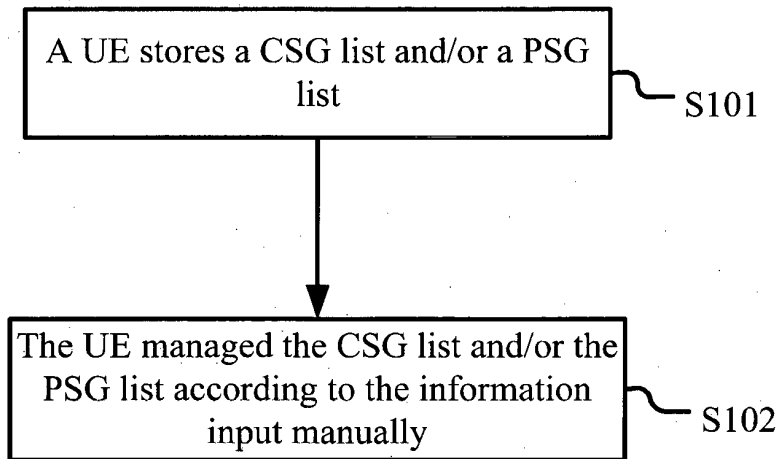 A UE stores a CSG list and/or a PSG
list
S101
The UE managed the CSG list and/or the
PSG list according to the information
input manually
S102